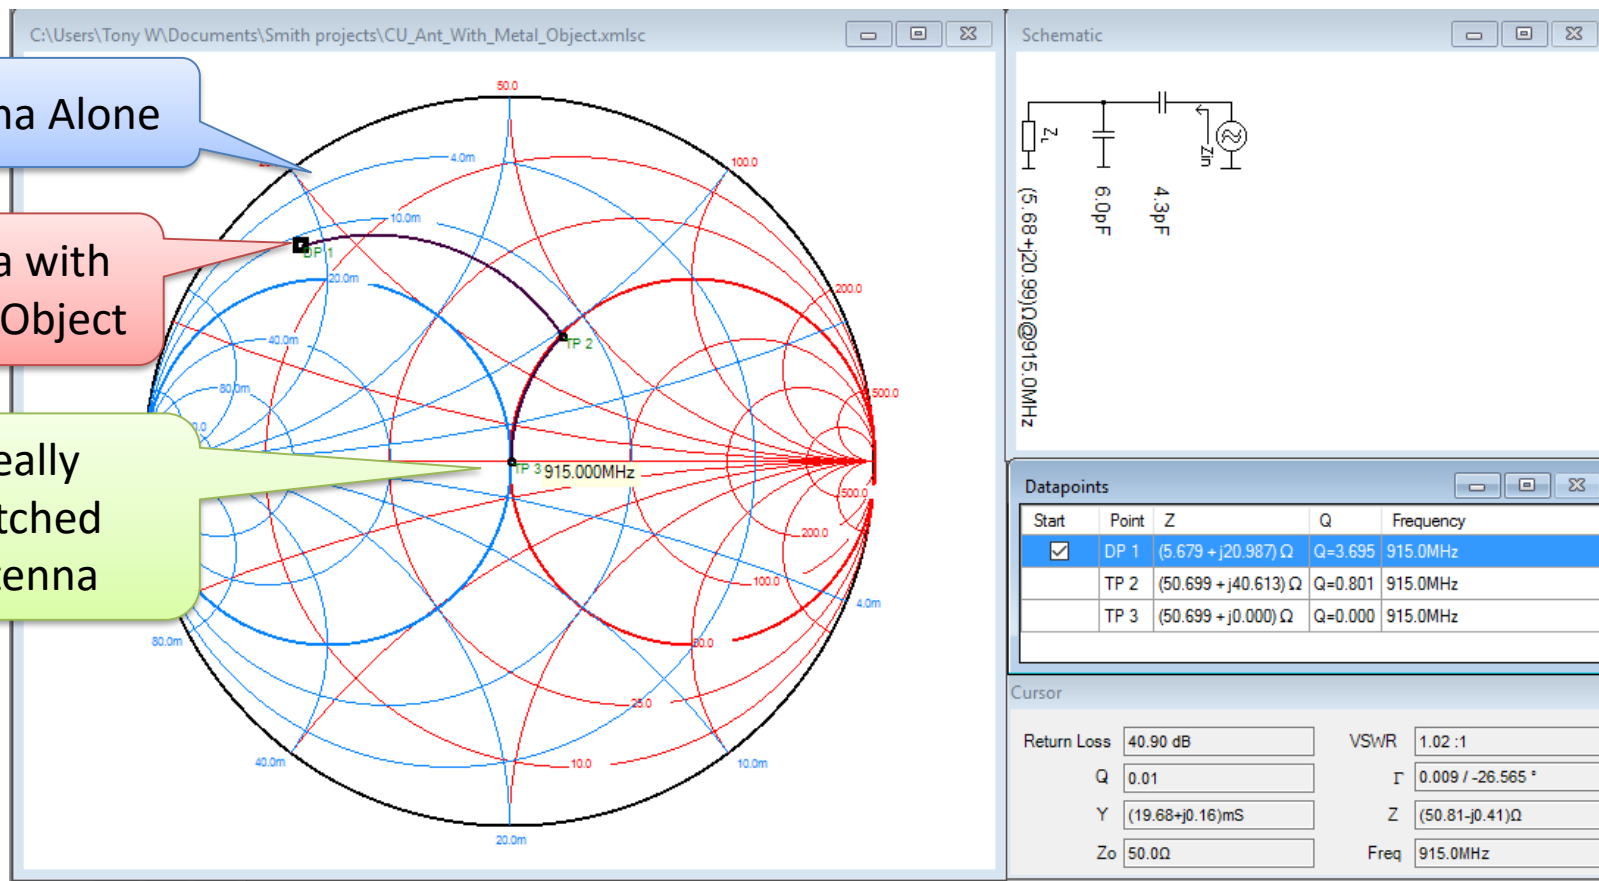 C:\Users\Tony W\Documents\Smith projects\CU_Ant_With_Metal_Object.xmlsc
na Alone
a with
Object
eally
tched
tenna
50.0
100.0
200.0
500.0
500.0
200.0
100.0
50.0
25.0
10.0
4.0m
10.0m
20.0m
40.0m
80.0m
4.0m
10.0m
20.0m
40.0m
80.0m
DP 1
TP 2
TP 3
915.000MHz
Schematic
ZL
Zin
(5.68+j20.99)Ω@915.0MHz
6.0pF
4.3pF
Datapoints
Start Point Z Q Frequency
DP 1 (5.679 + j20.987) Ω Q=3.695 915.0MHz
TP 2 (50.699 + j40.613) Ω Q=0.801 915.0MHz
TP 3 (50.699 + j0.000) Ω Q=0.000 915.0MHz
Cursor
Return Loss 40.90 dB VSWR 1.02 :1
Q 0.01 Γ 0.009 / -26.565 °
Y (19.68+j0.16)mS Z (50.81-j0.41)Ω
Zo 50.0Ω Freq 915.0MHz